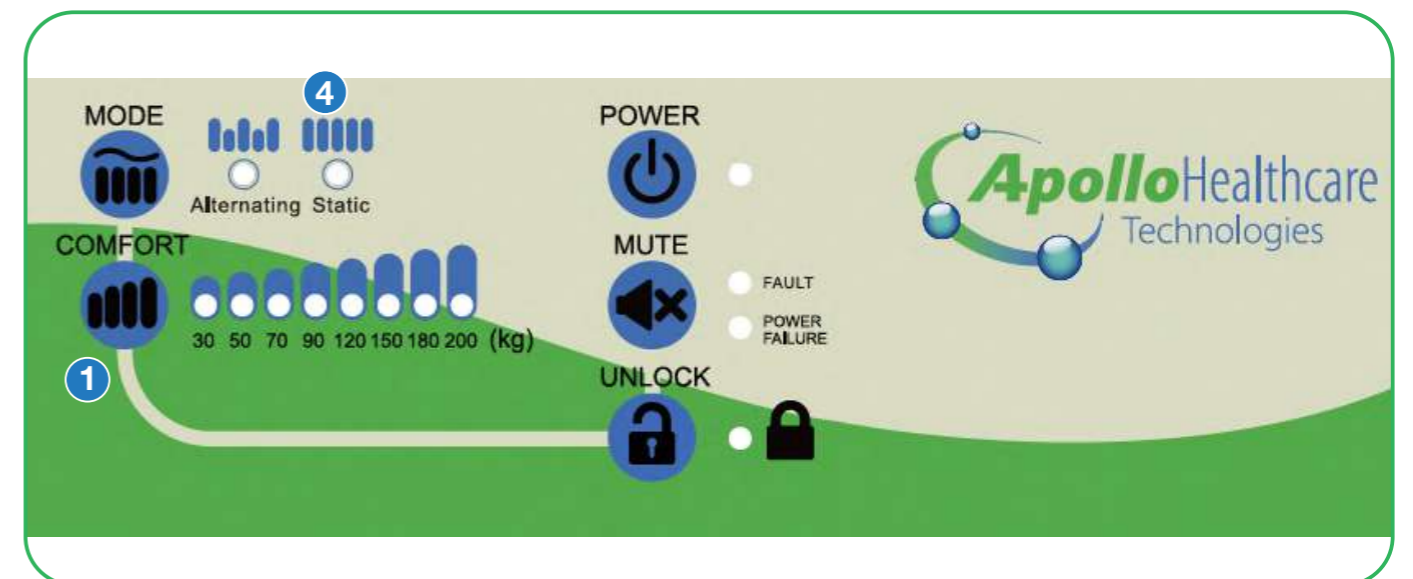 4
MODE
Alternating Static
COMFORT
30 50 70 90 120 150 180 200 (kg)
1
POWER
MUTE
FAULT
POWER
FAILURE
UNLOCK
ApolloHealthcare
Technologies